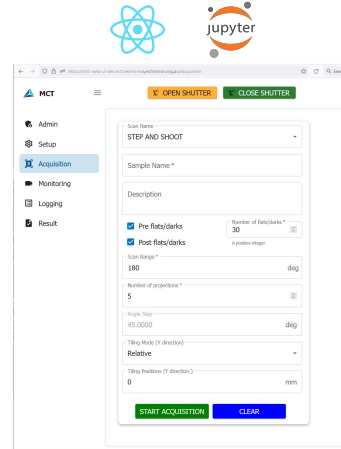 jupyter
MCT
OPEN SHUTTER
CLOSE SHUTTER
Admin
Setup
Acquisition
Monitoring
Logging
Result
Scan Name
STEP AND SHOOT
Sample Name *
Description
Pre flats/darks
Post flats/darks
Number of flats/darks *
30
A positive integer
Scan Range *
180 deg
Number of projections *
5
Angle Step
45.0000 deg
Tiling Mode (Y direction)
Relative
Tiling Positions (Y direction )
0 mm
START ACQUISITION
CLEAR